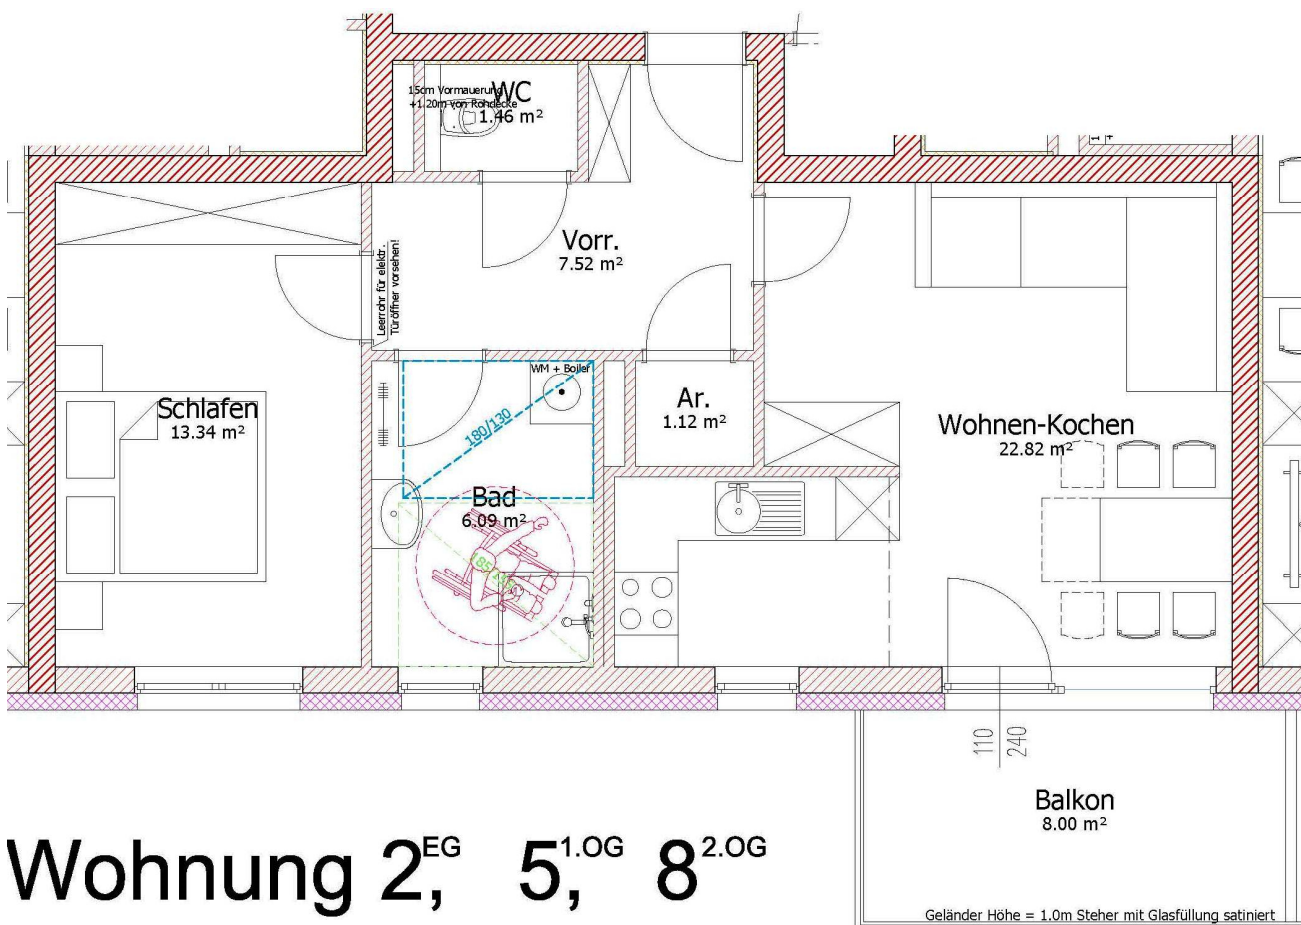 15cm Vormauerung
+1.20m von Rohdecke
WC
1.46 m²
Vorr.
7.52 m²
Leerrohr für elektr.
Türöffner vorsehen!
WM + Boiler
180/130
Schlafen
13.34 m²
Ar.
1.12 m²
Wohnen-Kochen
22.82 m²
Bad
6.09 m²
110
240
Balkon
8.00 m²
Wohnung 2,EG 5,1.OG 8 2.OG
Geländer Höhe = 1.0m Steher mit Glasfüllung satiniert